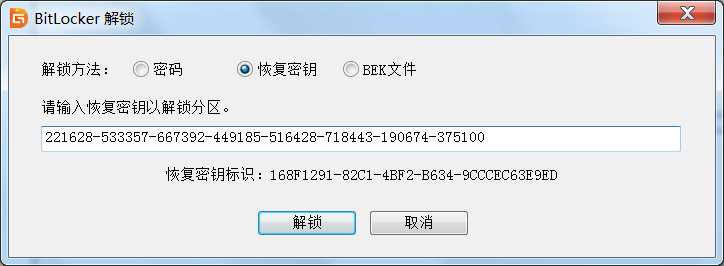 BitLocker 解锁
解锁方法： 密码 恢复密钥 BEK文件
请输入恢复密钥以解锁分区。
221628-533357-667392-449185-516428-718443-190674-375100
恢复密钥标识：168F1291-82C1-4BF2-B634-9CCCEC63E9ED
解锁 取消